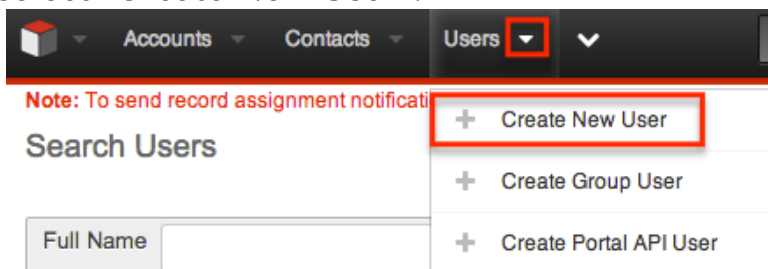 Accounts Contacts Users
Note: To send record assignment notificati
Create New User
Search Users
Create Group User
Full Name
Create Portal API User